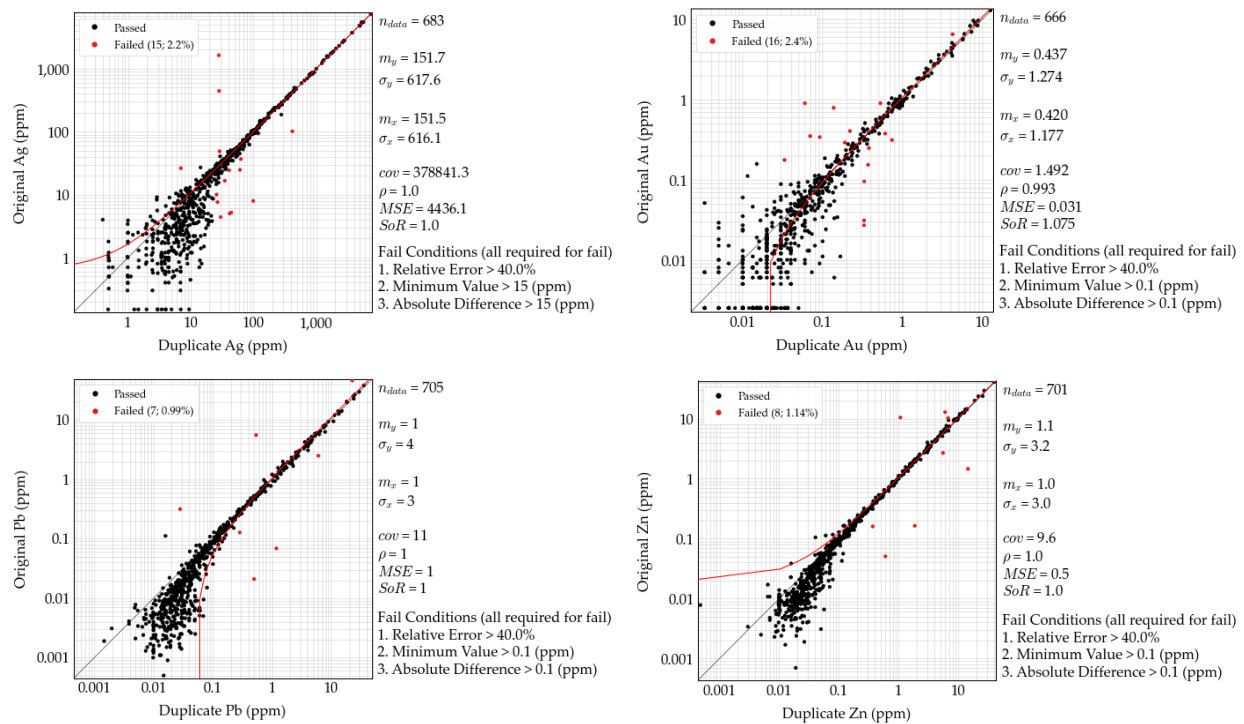 Passed
Failed (15; 2.2%)
1,000
100
10
1
1
10
100
1,000
Original Ag (ppm)
Duplicate Ag (ppm)
n_data = 683
m_y = 151.7
σ_y = 617.6
m_x = 151.5
σ_x = 616.1
cov = 378841.3
ρ = 1.0
MSE = 4436.1
SoR = 1.0
Fail Conditions (all required for fail)
1. Relative Error > 40.0%
2. Minimum Value > 15 (ppm)
3. Absolute Difference > 15 (ppm)
Passed
Failed (16; 2.4%)
10
1
0.1
0.01
0.01
0.1
1
10
Original Au (ppm)
Duplicate Au (ppm)
n_data = 666
m_y = 0.437
σ_y = 1.274
m_x = 0.420
σ_x = 1.177
cov = 1.492
ρ = 0.993
MSE = 0.031
SoR = 1.075
Fail Conditions (all required for fail)
1. Relative Error > 40.0%
2. Minimum Value > 0.1 (ppm)
3. Absolute Difference > 0.1 (ppm)
Passed
Failed (7; 0.99%)
10
1
0.1
0.01
0.001
0.001
0.01
0.1
1
10
Original Pb (ppm)
Duplicate Pb (ppm)
n_data = 705
m_y = 1
σ_y = 4
m_x = 1
σ_x = 3
cov = 11
ρ = 1
MSE = 1
SoR = 1
Fail Conditions (all required for fail)
1. Relative Error > 40.0%
2. Minimum Value > 0.1 (ppm)
3. Absolute Difference > 0.1 (ppm)
Passed
Failed (8; 1.14%)
10
1
0.1
0.01
0.001
0.001
0.01
0.1
1
10
Original Zn (ppm)
Duplicate Zn (ppm)
n_data = 701
m_y = 1.1
σ_y = 3.2
m_x = 1.0
σ_x = 3.0
cov = 9.6
ρ = 1.0
MSE = 0.5
SoR = 1.0
Fail Conditions (all required for fail)
1. Relative Error > 40.0%
2. Minimum Value > 0.1 (ppm)
3. Absolute Difference > 0.1 (ppm)